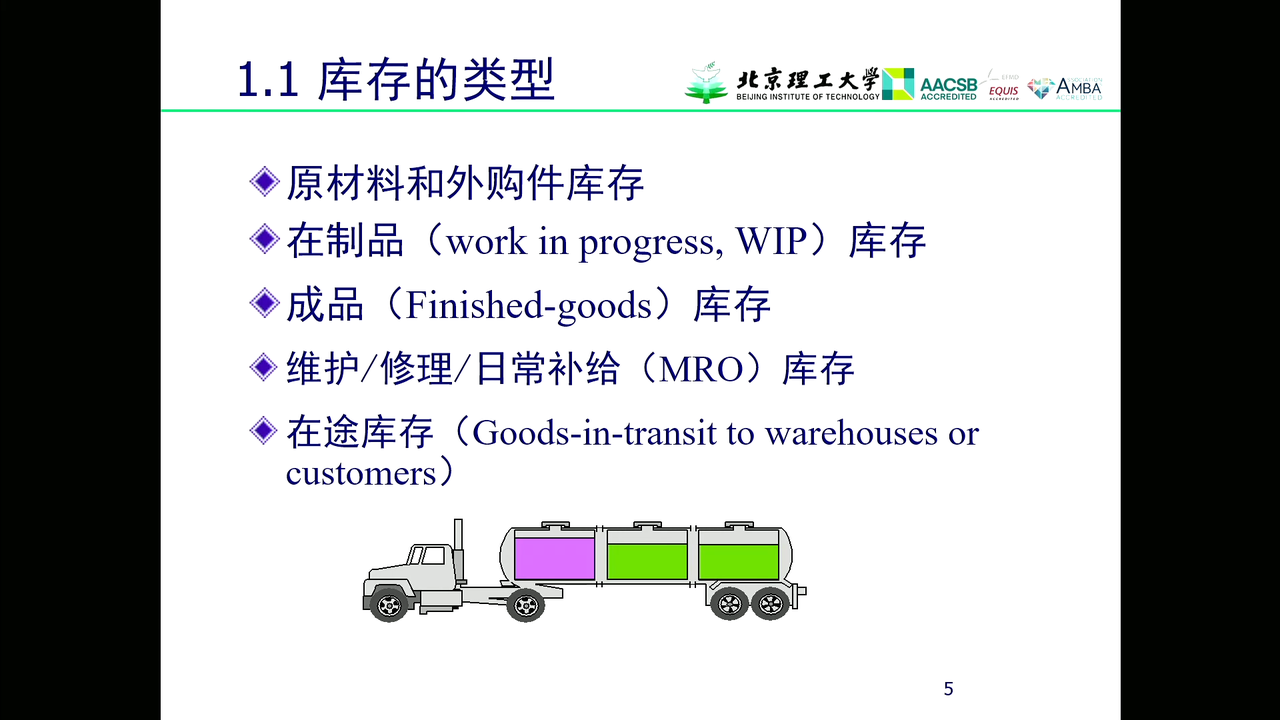 1.1 库存的类型
北京理工大学
BEIJING INSTITUTE OF TECHNOLOGY
AACSB
ACCREDITED
EFMD
EQUIS
ACCREDITED
ASSOCIATION
AMBA
ACCREDITED
原材料和外购件库存
在制品（work in progress, WIP）库存
成品（Finished-goods）库存
维护/修理/日常补给（MRO）库存
在途库存（Goods-in-transit to warehouses or
customers）
5